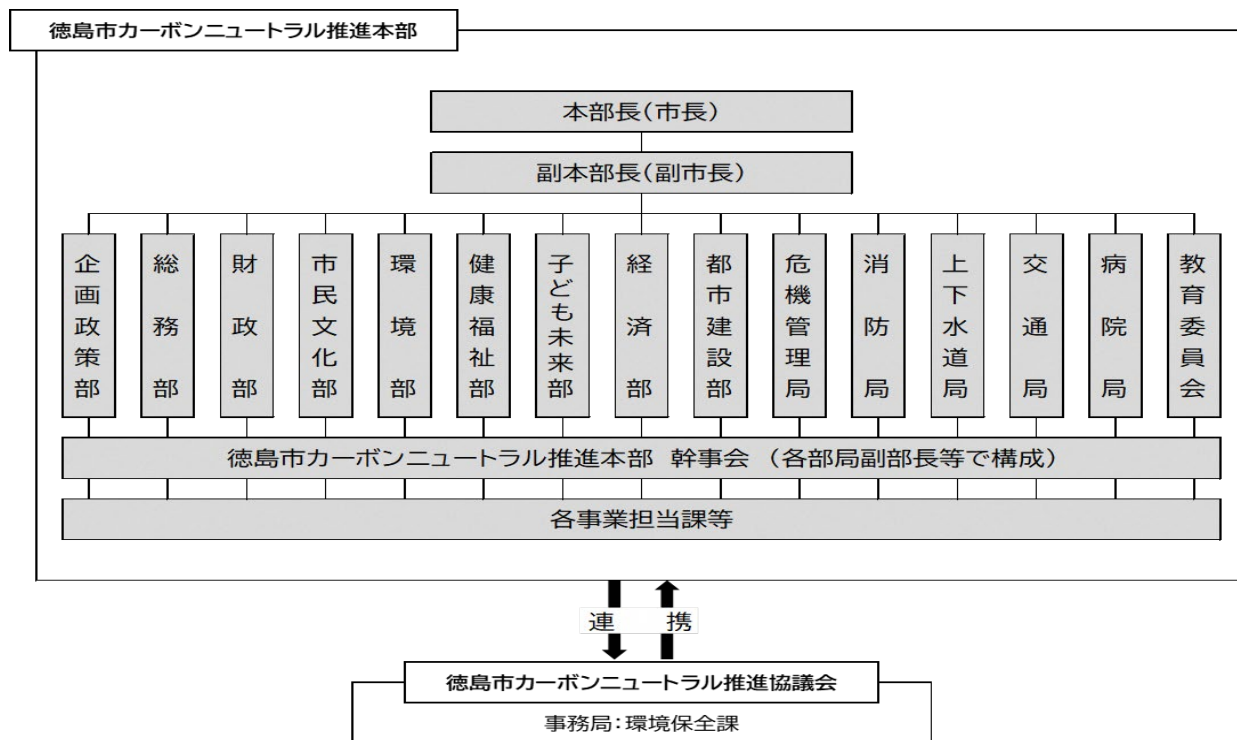 徳島市カーボンニュートラル推進本部
本部長(市長)
副本部長(副市長)
企画政策部
総務部
財政部
市民文化部
環境部
健康福祉部
子ども未来部
経済部
都市建設部
危機管理局
消防局
上下水道局
交通局
病院局
教育委員会
徳島市カーボンニュートラル推進本部 幹事会 (各部局副部長等で構成)
各事業担当課等
連 携
徳島市カーボンニュートラル推進協議会
事務局:環境保全課